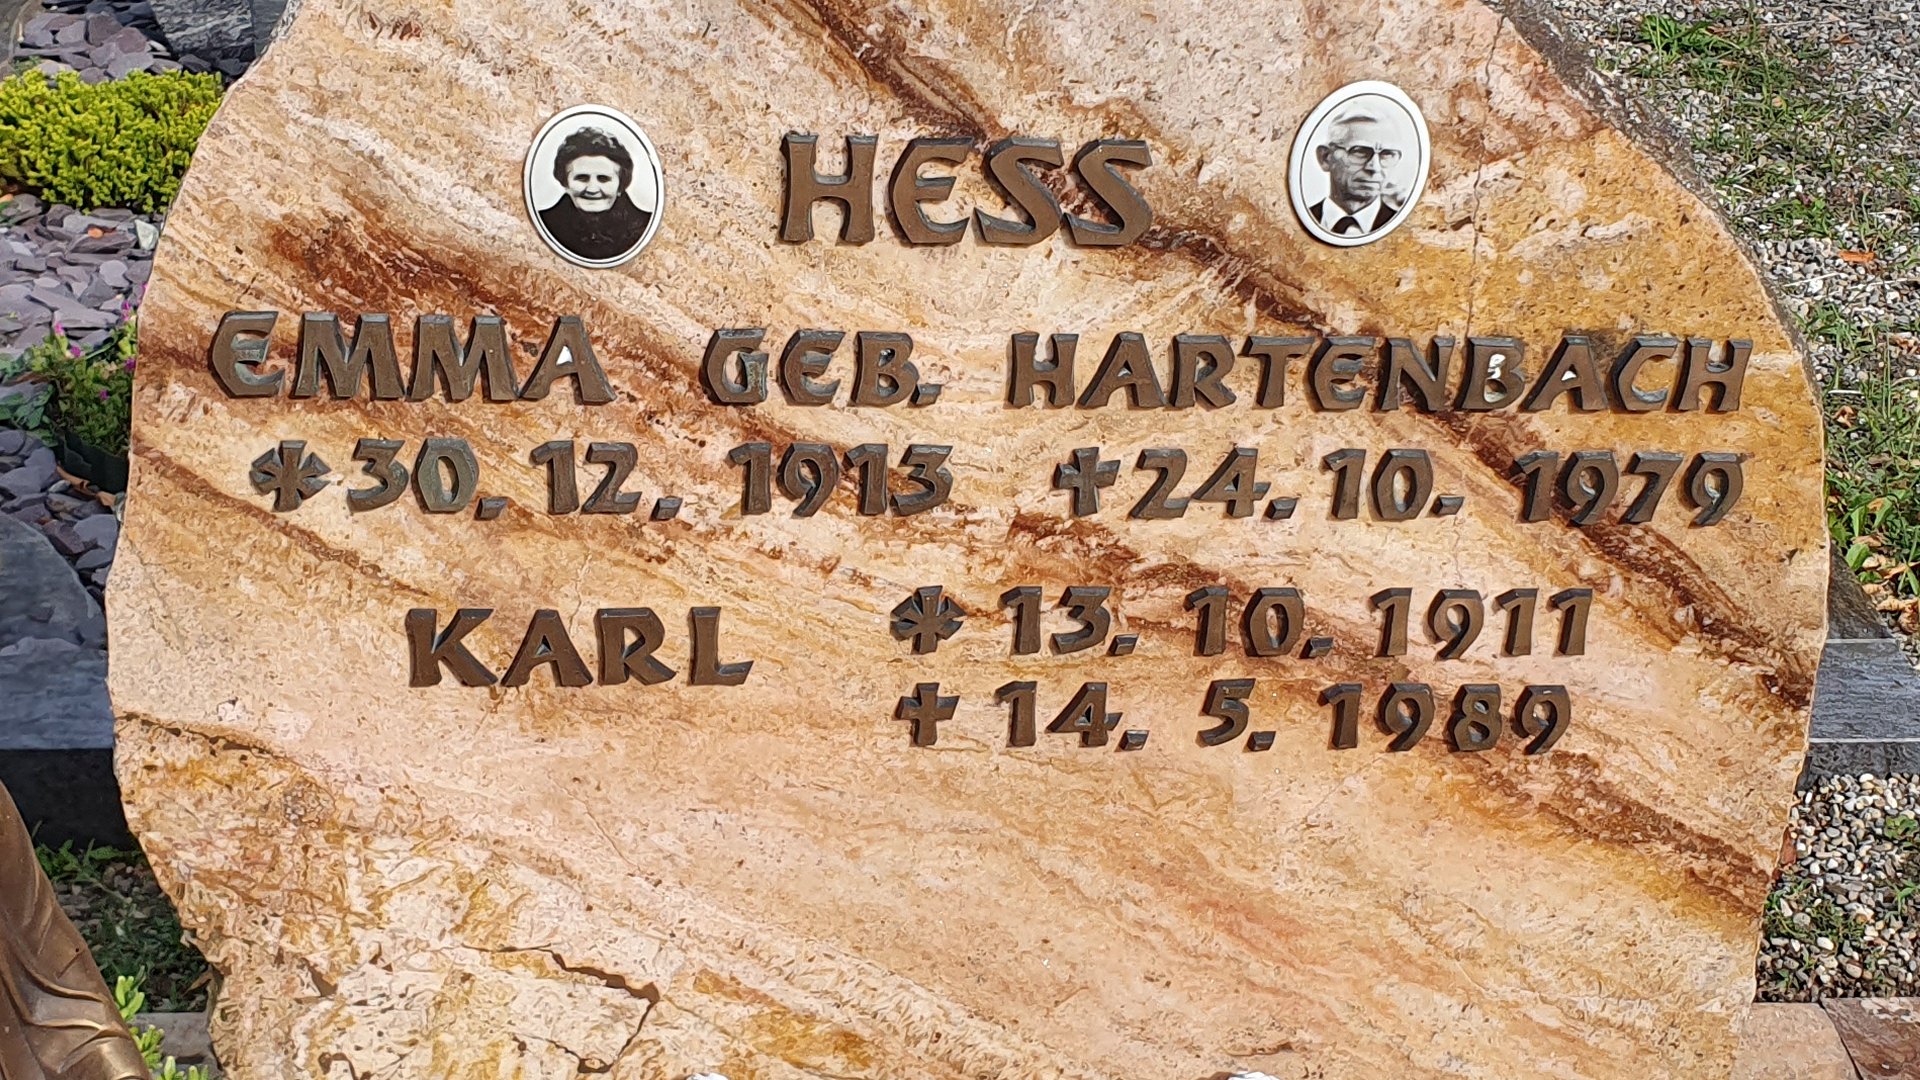 HESS
EMMA GEB. HARTENBACH
* 30. 12. 1913 † 24. 10. 1979
KARL * 13. 10. 1911
† 14. 5. 1989